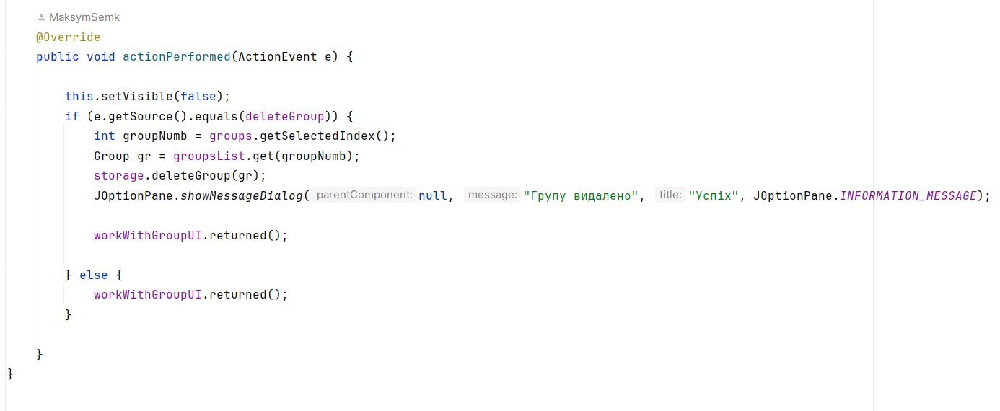 MaksymSemk
@Override
public void actionPerformed(ActionEvent e) {
this.setVisible(false);
if (e.getSource().equals(deleteGroup)) {
int groupNumb = groups.getSelectedIndex();
Group gr = groupsList.get(groupNumb);
storage.deleteGroup(gr);
JOptionPane.showMessageDialog( parentComponent: null, message: "Групу видалено", title: "Успіх", JOptionPane.INFORMATION_MESSAGE);
workWithGroupUI.returned();
} else {
workWithGroupUI.returned();
}
}
}